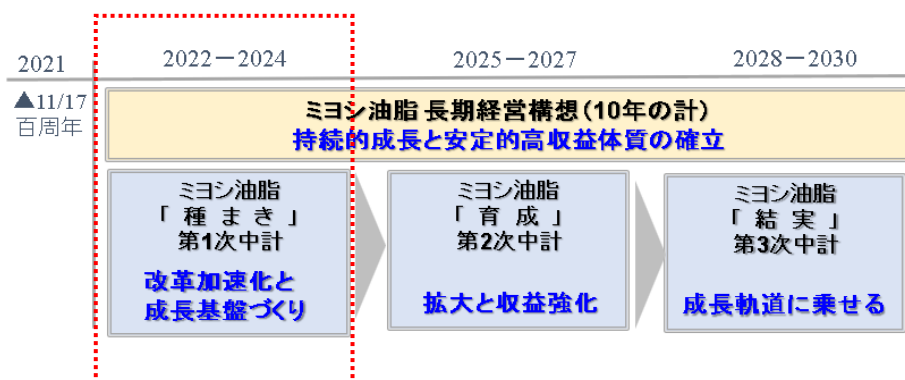 2021
2022－2024
2025－2027
2028－2030
▲11/17
百周年
ミヨシ油脂 長期経営構想（10年の計）
持続的成長と安定的高収益体質の確立
ミヨシ油脂
「 種 ま き 」
第1次中計
改革加速化と
成長基盤づくり
ミヨシ油脂
「 育 成 」
第2次中計
拡大と収益強化
ミヨシ油脂
「 結 実 」
第3次中計
成長軌道に乗せる